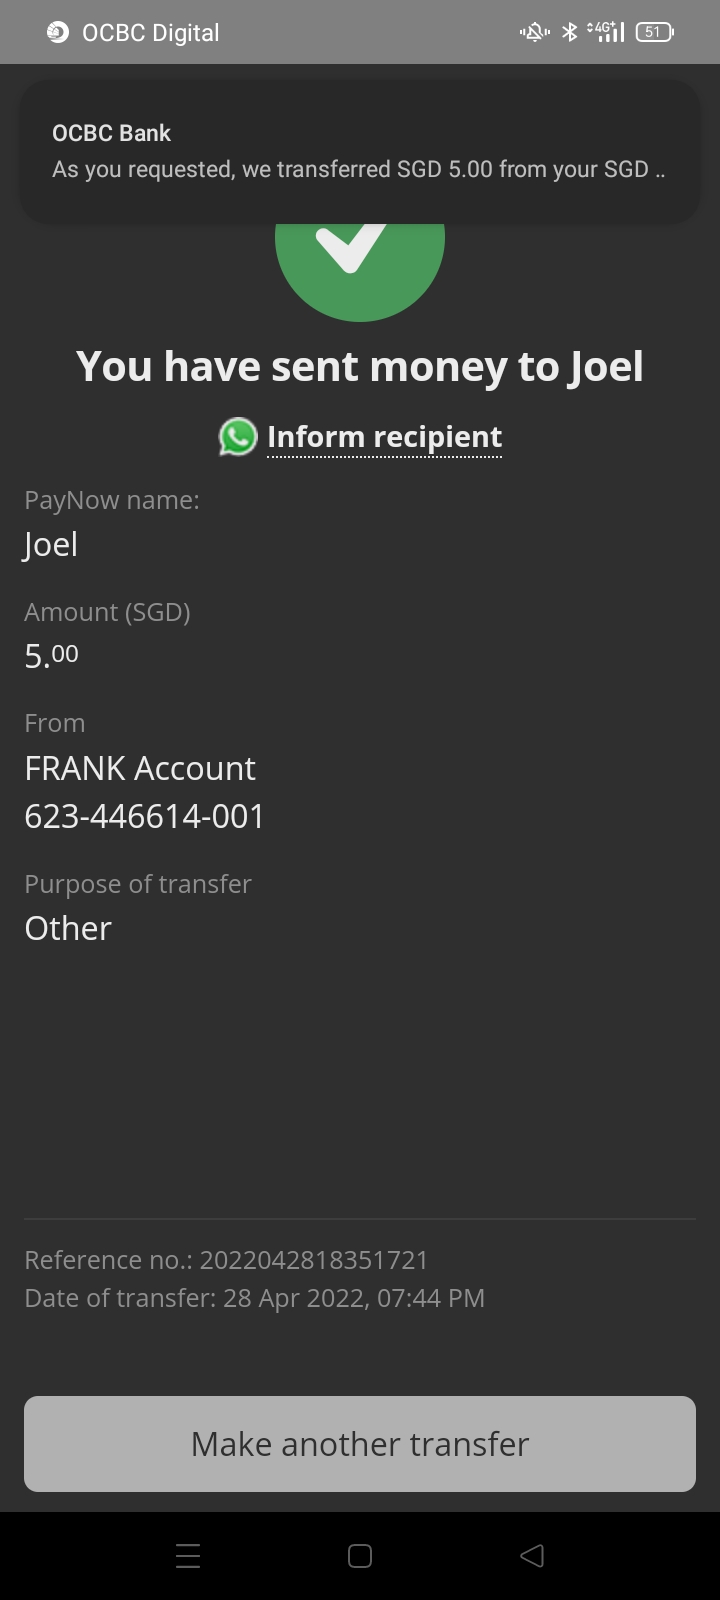 OCBC Digital
4G+
51
OCBC Bank
As you requested, we transferred SGD 5.00 from your SGD ..
You have sent money to Joel
Inform recipient
PayNow name:
Joel
Amount (SGD)
5.00
From
FRANK Account
623-446614-001
Purpose of transfer
Other
Reference no.: 2022042818351721
Date of transfer: 28 Apr 2022, 07:44 PM
Make another transfer